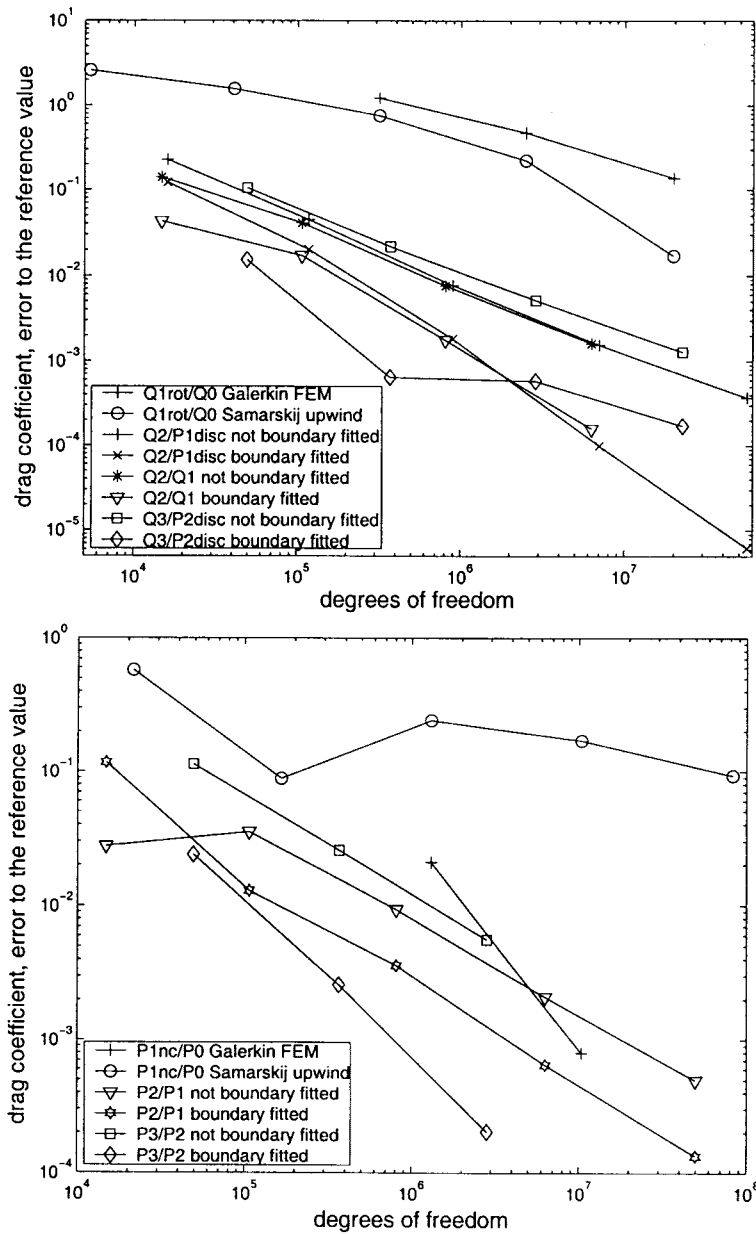 10^1
10^0
10^-1
10^-2
10^-3
10^-4
10^-5
drag coefficient, error to the reference value
Q1rot/Q0 Galerkin FEM
Q1rot/Q0 Samarskij upwind
Q2/P1disc not boundary fitted
Q2/P1disc boundary fitted
Q2/Q1 not boundary fitted
Q2/Q1 boundary fitted
Q3/P2disc not boundary fitted
Q3/P2disc boundary fitted
10^4 10^5 10^6 10^7
degrees of freedom
10^0
10^-1
10^-2
10^-3
10^-4
drag coefficient, error to the reference value
P1nc/P0 Galerkin FEM
P1nc/P0 Samarskij upwind
P2/P1 not boundary fitted
P2/P1 boundary fitted
P3/P2 not boundary fitted
P3/P2 boundary fitted
10^4 10^5 10^6 10^7 10^8
degrees of freedom